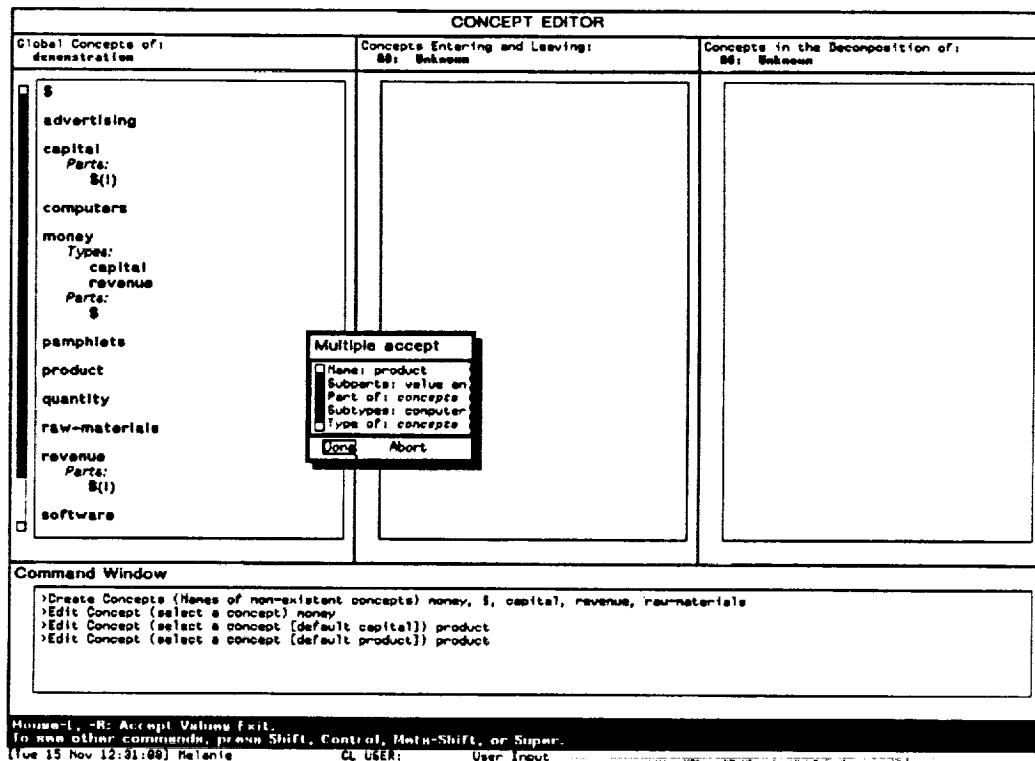 CONCEPT EDITOR
Global Concepts of:
demonstration
$
advertising
capital
Parts:
$(I)
computers
money
Types:
capital
revenue
Parts:
$
pamphlets
product
quantity
raw-materials
revenue
Parts:
$(I)
software
Concepts Entering and Leaving:
Unknown
Concepts in the Decomposition of:
Unknown
Multiple accept
Name: product
Subparts: value an
Part of: concepts
Subtypes: computer
Type of: concepts
Done Abort
Command Window
>Create Concepts (Names of non-existent concepts) money, $, capital, revenue, raw-materials
>Edit Concept (select a concept) money
>Edit Concept (select a concept [default capital]) product
>Edit Concept (select a concept [default product]) product
Mouse-L, -R: Accept Values Exit.
To see other commands, press Shift, Control, Meta-Shift, or Super.
[Tue 15 Nov 12:31:08] Melanie CL USER: User Input